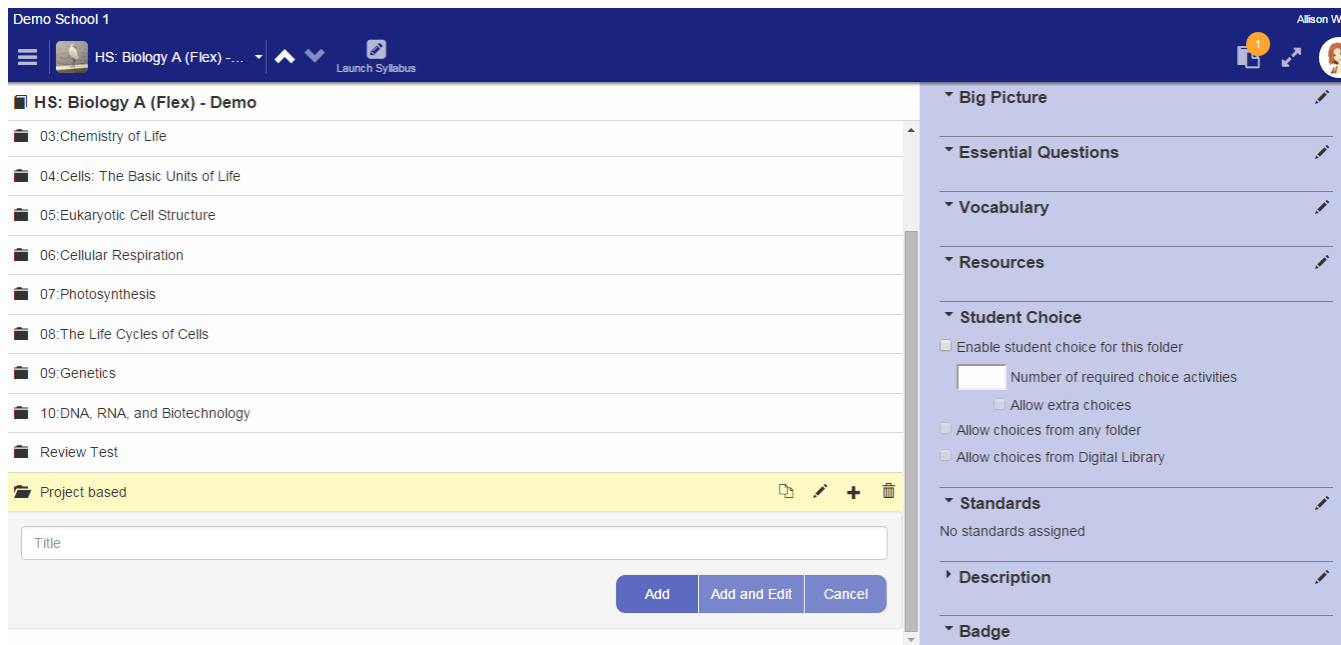 Demo School 1
Allison W
HS: Biology A (Flex) -...
Launch Syllabus
1
HS: Biology A (Flex) - Demo
03:Chemistry of Life
04:Cells: The Basic Units of Life
05:Eukaryotic Cell Structure
06:Cellular Respiration
07:Photosynthesis
08:The Life Cycles of Cells
09:Genetics
10:DNA, RNA, and Biotechnology
Review Test
Project based
Title
Add
Add and Edit
Cancel
Big Picture
Essential Questions
Vocabulary
Resources
Student Choice
Enable student choice for this folder
Number of required choice activities
Allow extra choices
Allow choices from any folder
Allow choices from Digital Library
Standards
No standards assigned
Description
Badge